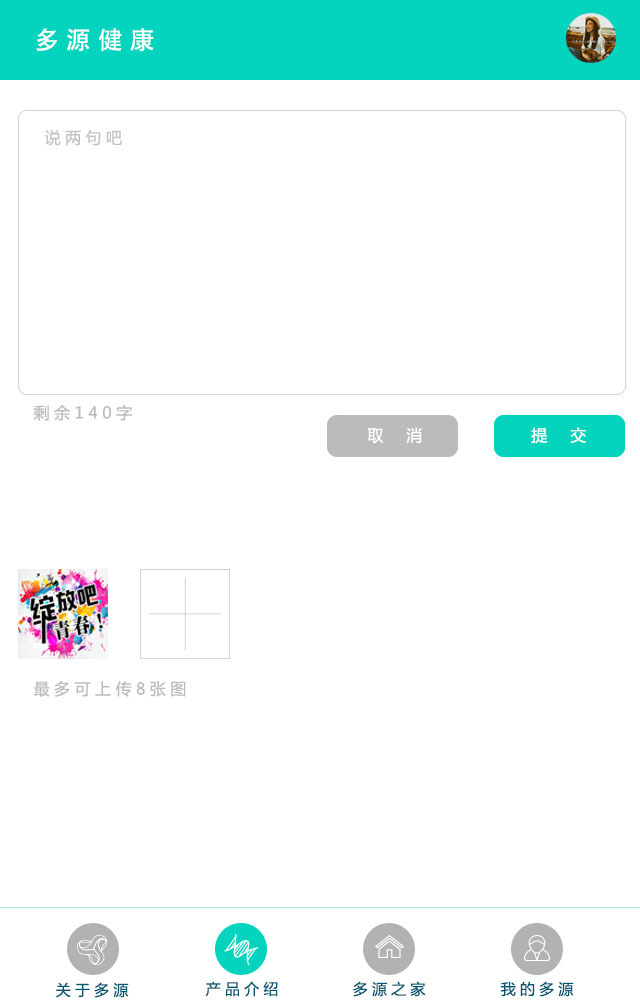 多源健康
说两句吧
剩余140字
取消
提交
绽放吧
青春！
最多可上传8张图
关于多源
产品介绍
多源之家
我的多源